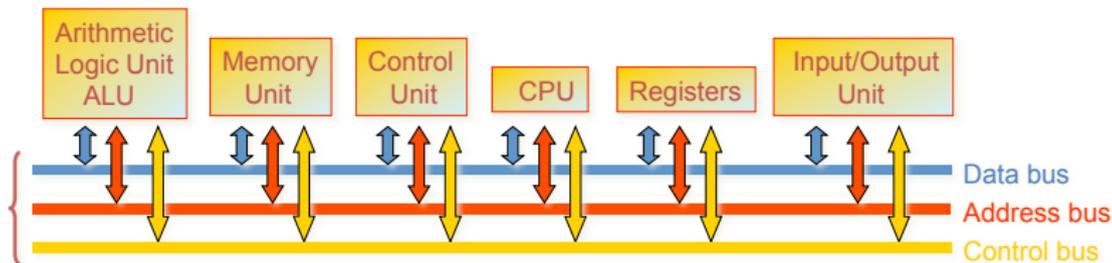 Arithmetic
Logic Unit
ALU
Memory
Unit
Control
Unit
CPU
Registers
Input/Output
Unit
Data bus
Address bus
Control bus